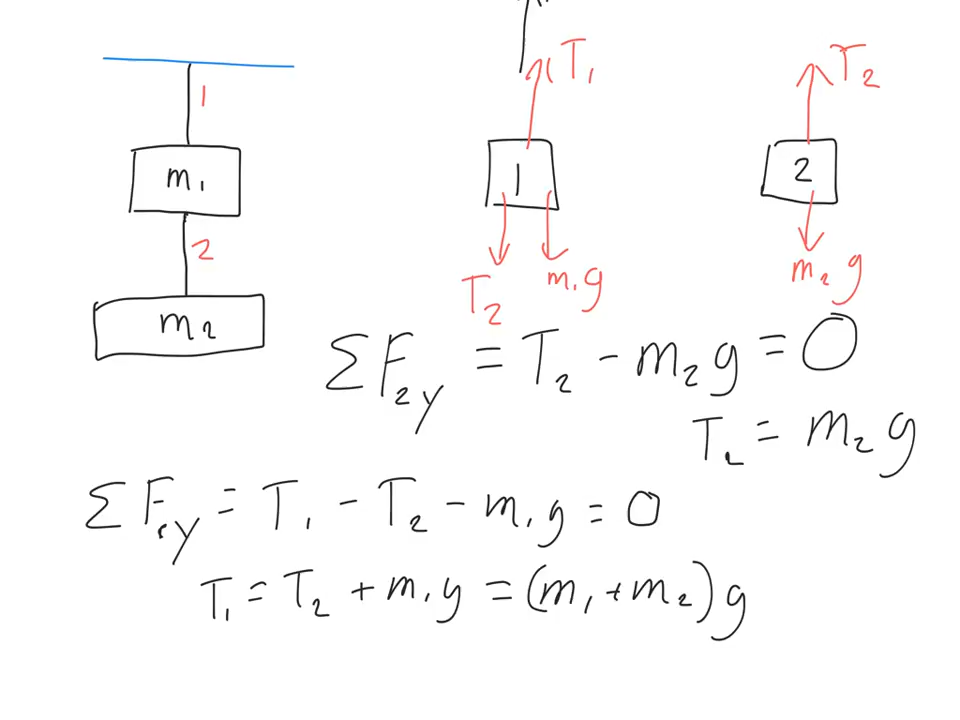 1
m₁
2
m₂
T₁
1
T₂ m₁g
T₂
2
m₂g
ΣF₂y = T₂ - m₂g = 0
T₂ = m₂g
ΣF₁y = T₁ - T₂ - m₁g = 0
T₁ = T₂ + m₁g = (m₁ + m₂)g